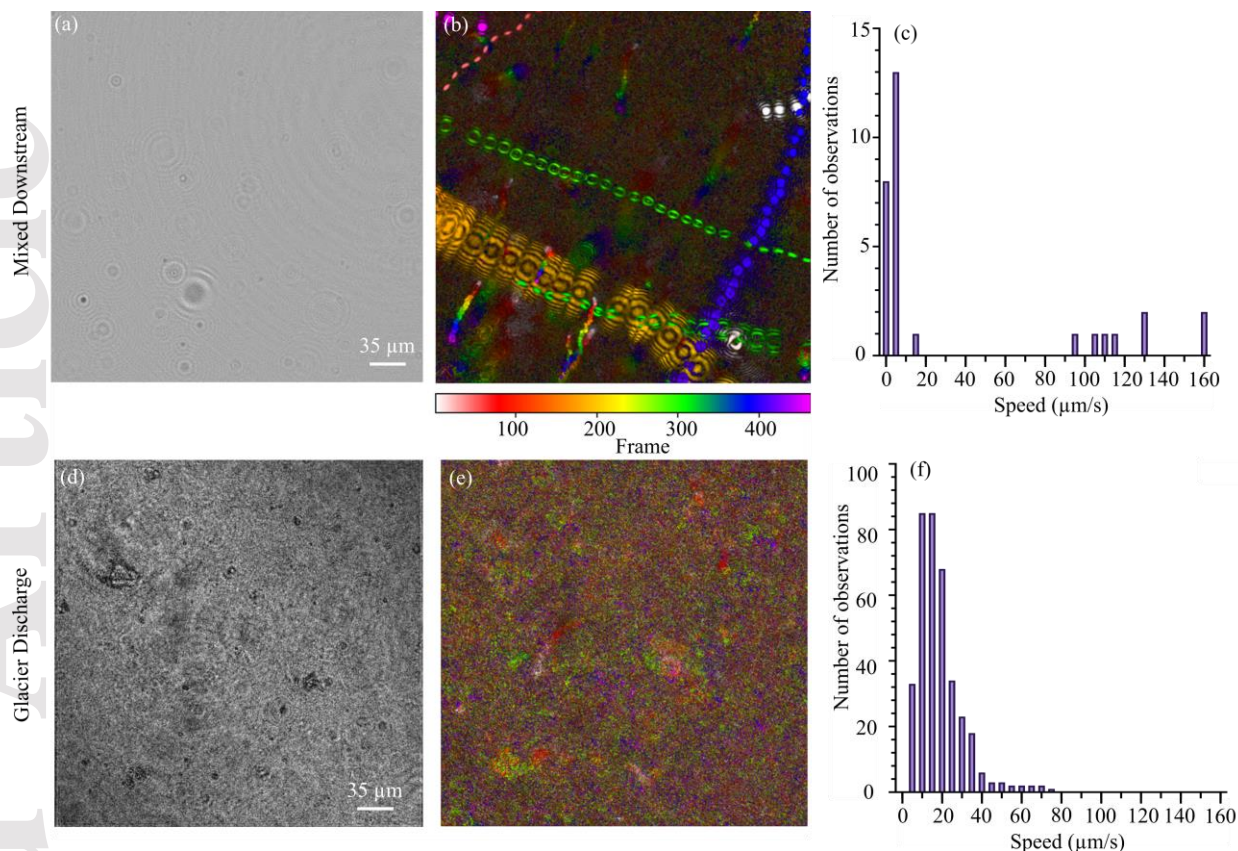 (a)
(b)
(c)
Mixed Downstream
35 µm
Number of observations
15
10
5
0
0 20 40 60 80 100 120 140 160
Speed (µm/s)
100 200 300 400
Frame
(d)
(e)
(f)
Glacier Discharge
35 µm
Number of observations
100
80
60
40
20
0
0 20 40 60 80 100 120 140 160
Speed (µm/s)